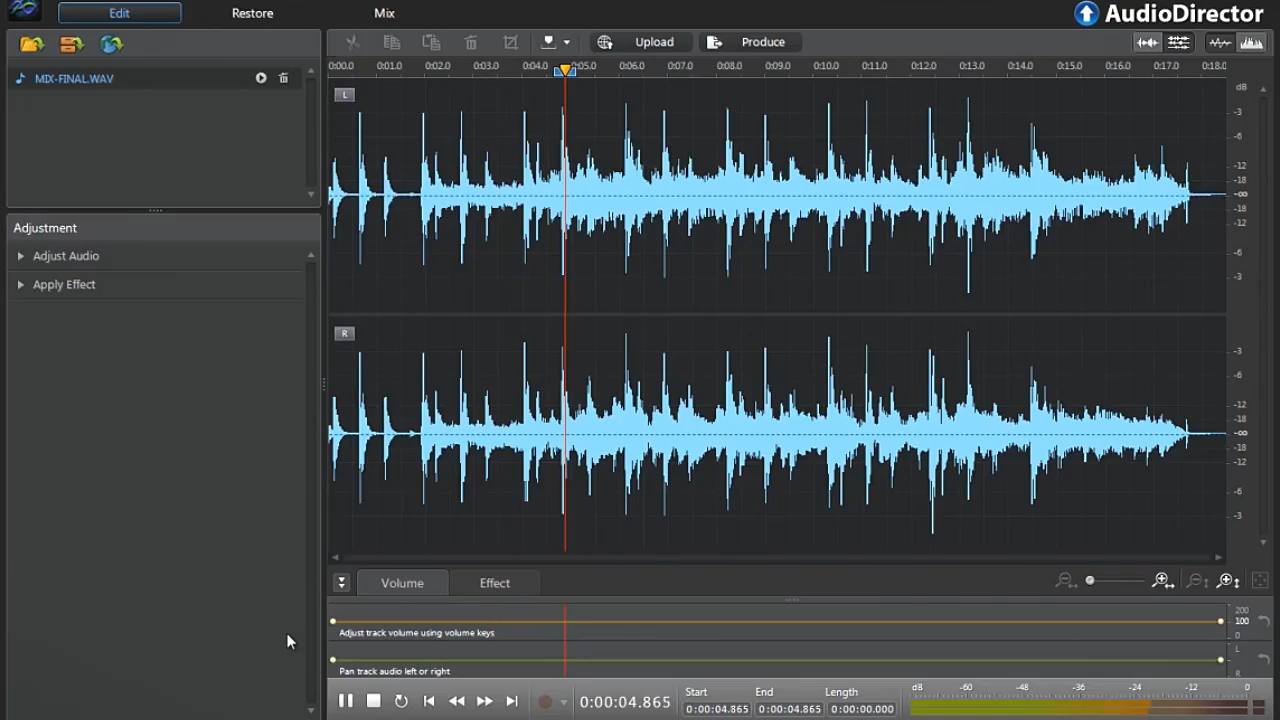 Edit Restore Mix AudioDirector
Upload Produce
MIX-FINAL.WAV
0:00.0 0:01.0 0:02.0 0:03.0 0:04.0 0:05.0 0:06.0 0:07.0 0:08.0 0:09.0 0:10.0 0:11.0 0:12.0 0:13.0 0:14.0 0:15.0 0:16.0 0:17.0 0:18.0
L
dB
-3
-6
-12
-18
-∞
-18
-12
-6
-3
Adjustment
Adjust Audio
Apply Effect
R
-3
-6
-12
-18
-∞
-18
-12
-6
-3
Volume Effect
200
100
0
Adjust track volume using volume keys
L
R
Pan track audio left or right
0:00:04.865
Start End Length
0:00:04.865 0:00:04.865 0:00:00.000
dB -60 -48 -36 -24 -12 0